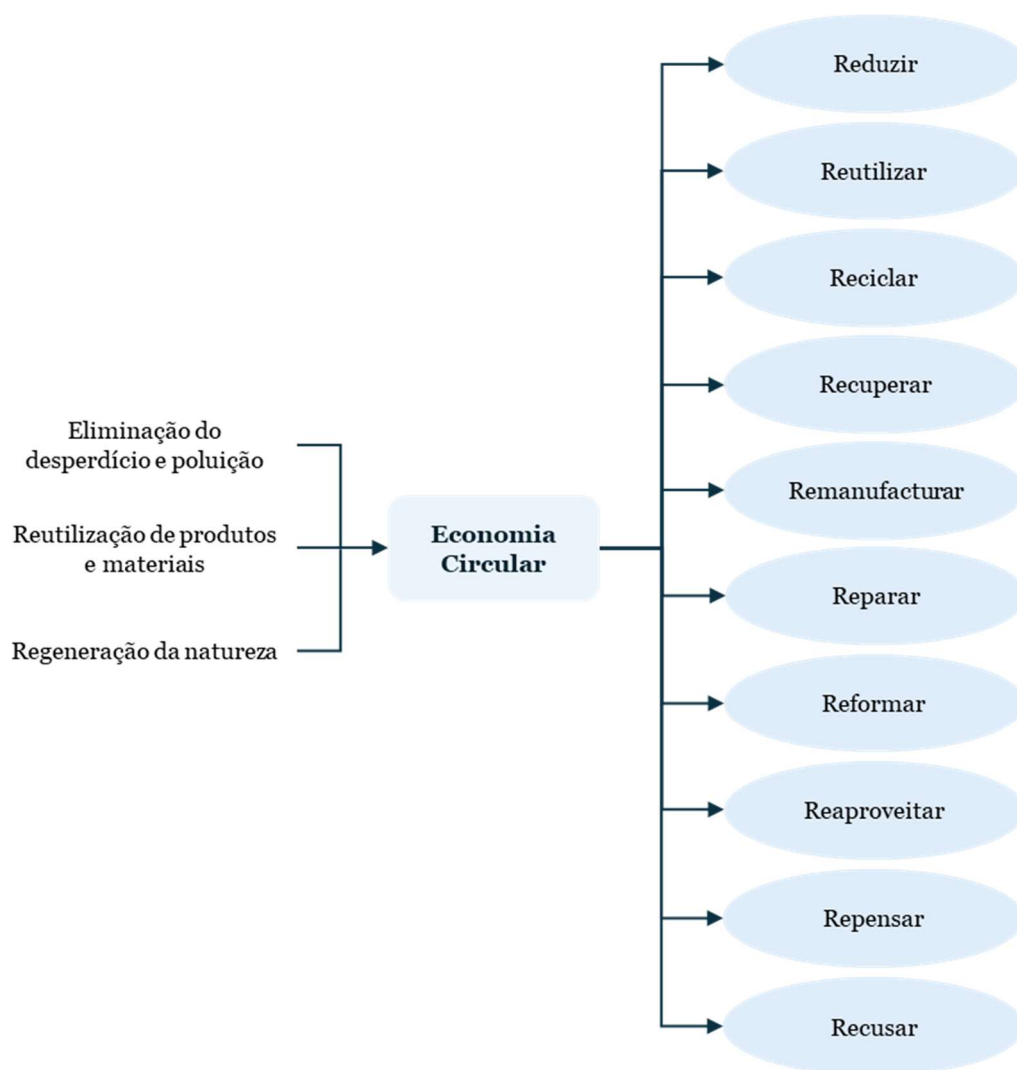 Eliminação do
desperdício e poluição
Reutilização de produtos
e materiais
Regeneração da natureza
Economia
Circular
Reduzir
Reutilizar
Reciclar
Recuperar
Remanufacturar
Reparar
Reformar
Reaproveitar
Repensar
Recusar